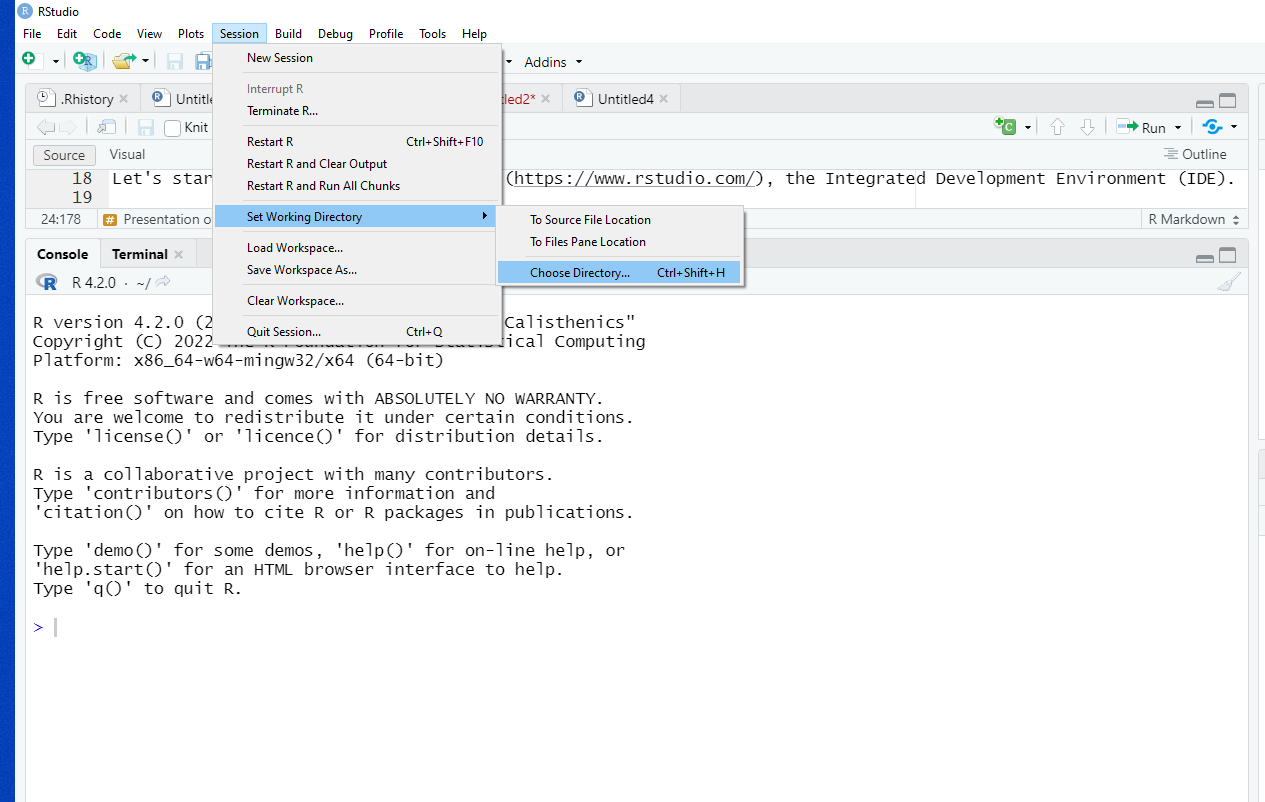 RStudio
File Edit Code View Plots Session Build Debug Profile Tools Help
Addins
.Rhistory Untitled4
Knit Run
Source Visual Outline
18 Let's star (https://www.rstudio.com/), the Integrated Development Environment (IDE).
19
24:178 Presentation R Markdown
Console Terminal
R 4.2.0 · ~/
New Session
Interrupt R
Terminate R...
Restart R Ctrl+Shift+F10
Restart R and Clear Output
Restart R and Run All Chunks
Set Working Directory
Load Workspace...
Save Workspace As...
Clear Workspace...
Quit Session... Ctrl+Q
To Source File Location
To Files Pane Location
Choose Directory... Ctrl+Shift+H
R version 4.2.0 (2 Calisthenics"
Copyright (C) 2022 The R Foundation for Statistical Computing
Platform: x86_64-w64-mingw32/x64 (64-bit)
R is free software and comes with ABSOLUTELY NO WARRANTY.
You are welcome to redistribute it under certain conditions.
Type 'license()' or 'licence()' for distribution details.
R is a collaborative project with many contributors.
Type 'contributors()' for more information and
'citation()' on how to cite R or R packages in publications.
Type 'demo()' for some demos, 'help()' for on-line help, or
'help.start()' for an HTML browser interface to help.
Type 'q()' to quit R.
>